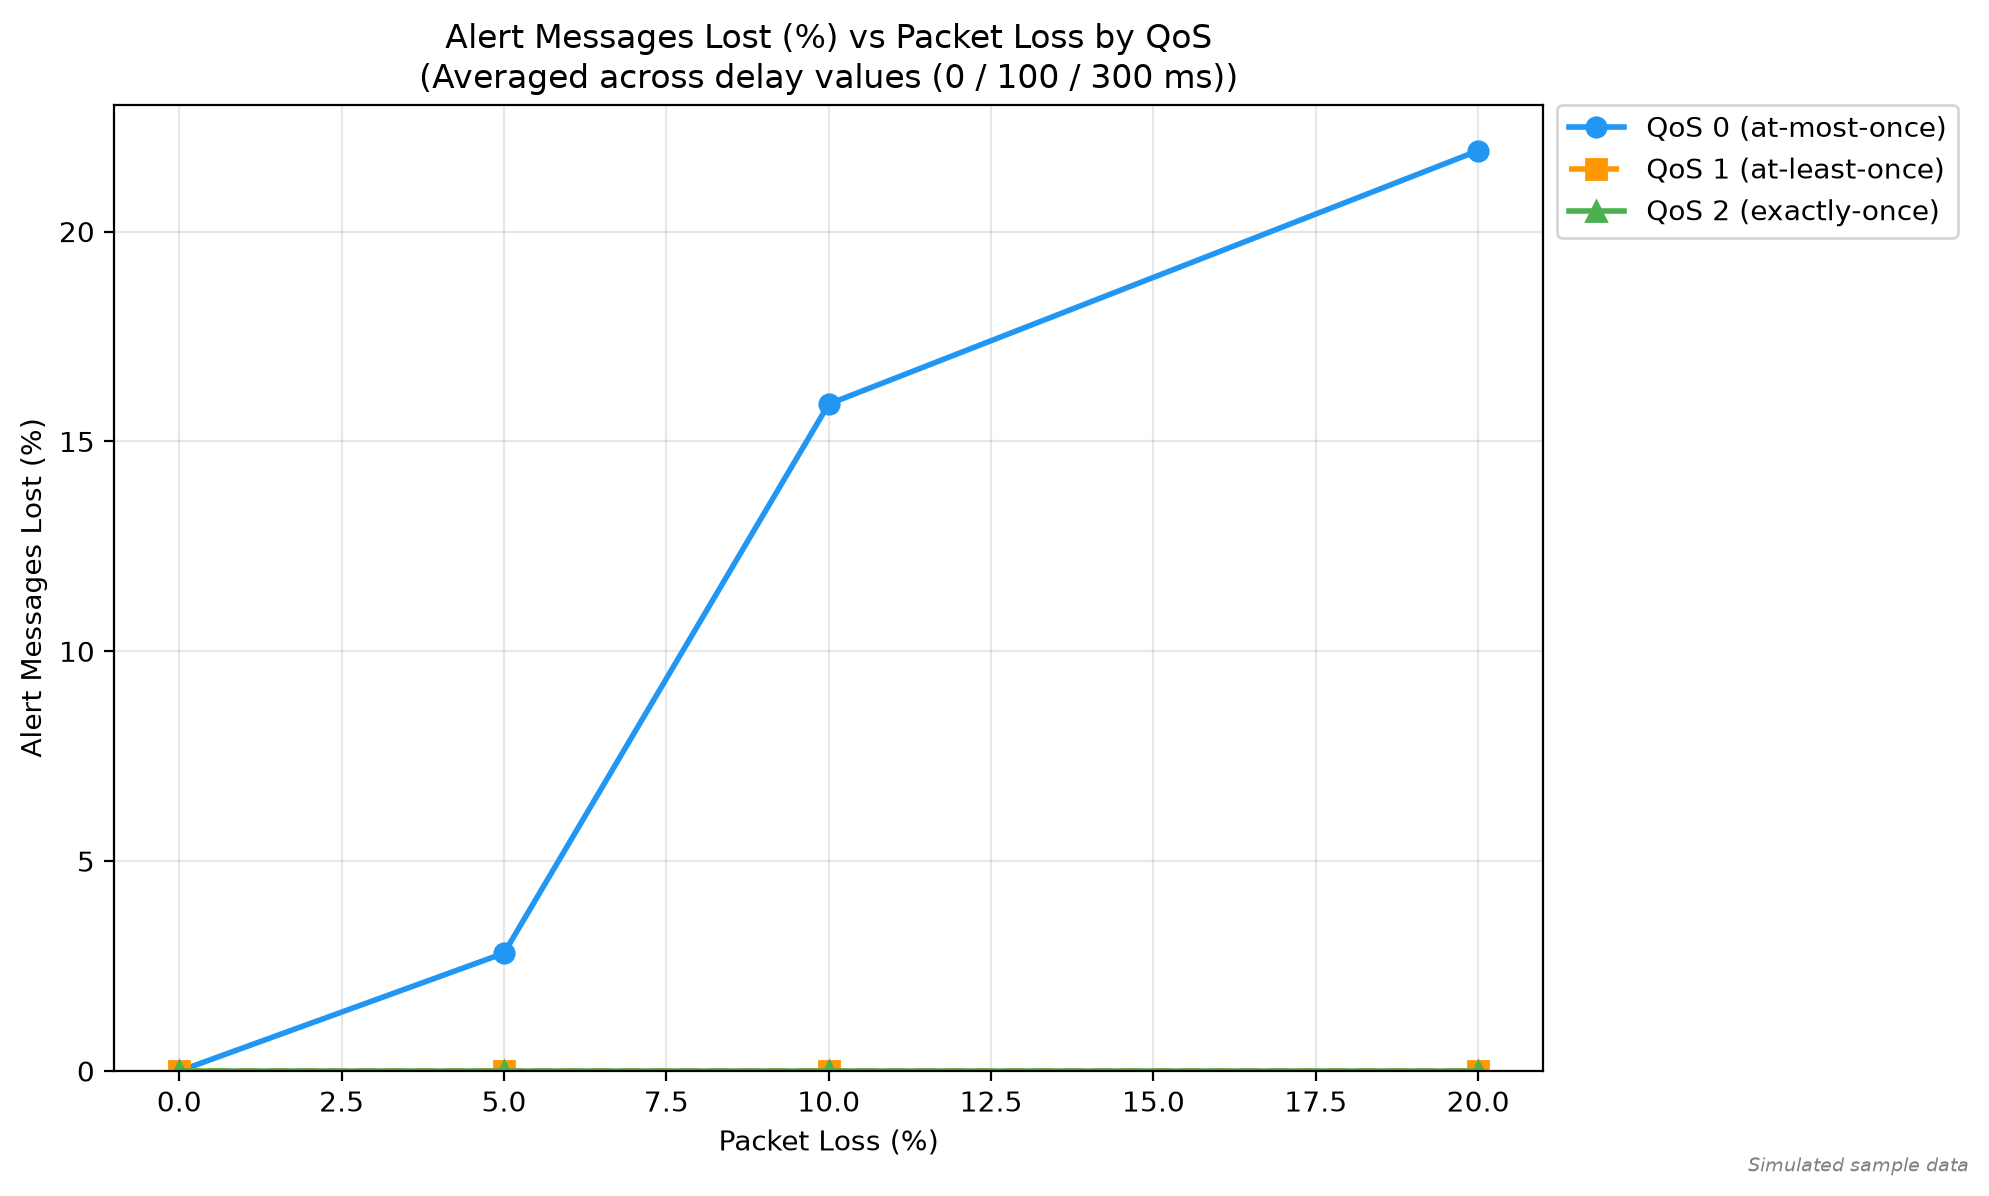 Alert Messages Lost (%) vs Packet Loss by QoS
(Averaged across delay values (0 / 100 / 300 ms))
QoS 0 (at-most-once)
QoS 1 (at-least-once)
QoS 2 (exactly-once)
Alert Messages Lost (%)
20
15
10
5
0
0.0 2.5 5.0 7.5 10.0 12.5 15.0 17.5 20.0
Packet Loss (%)
Simulated sample data